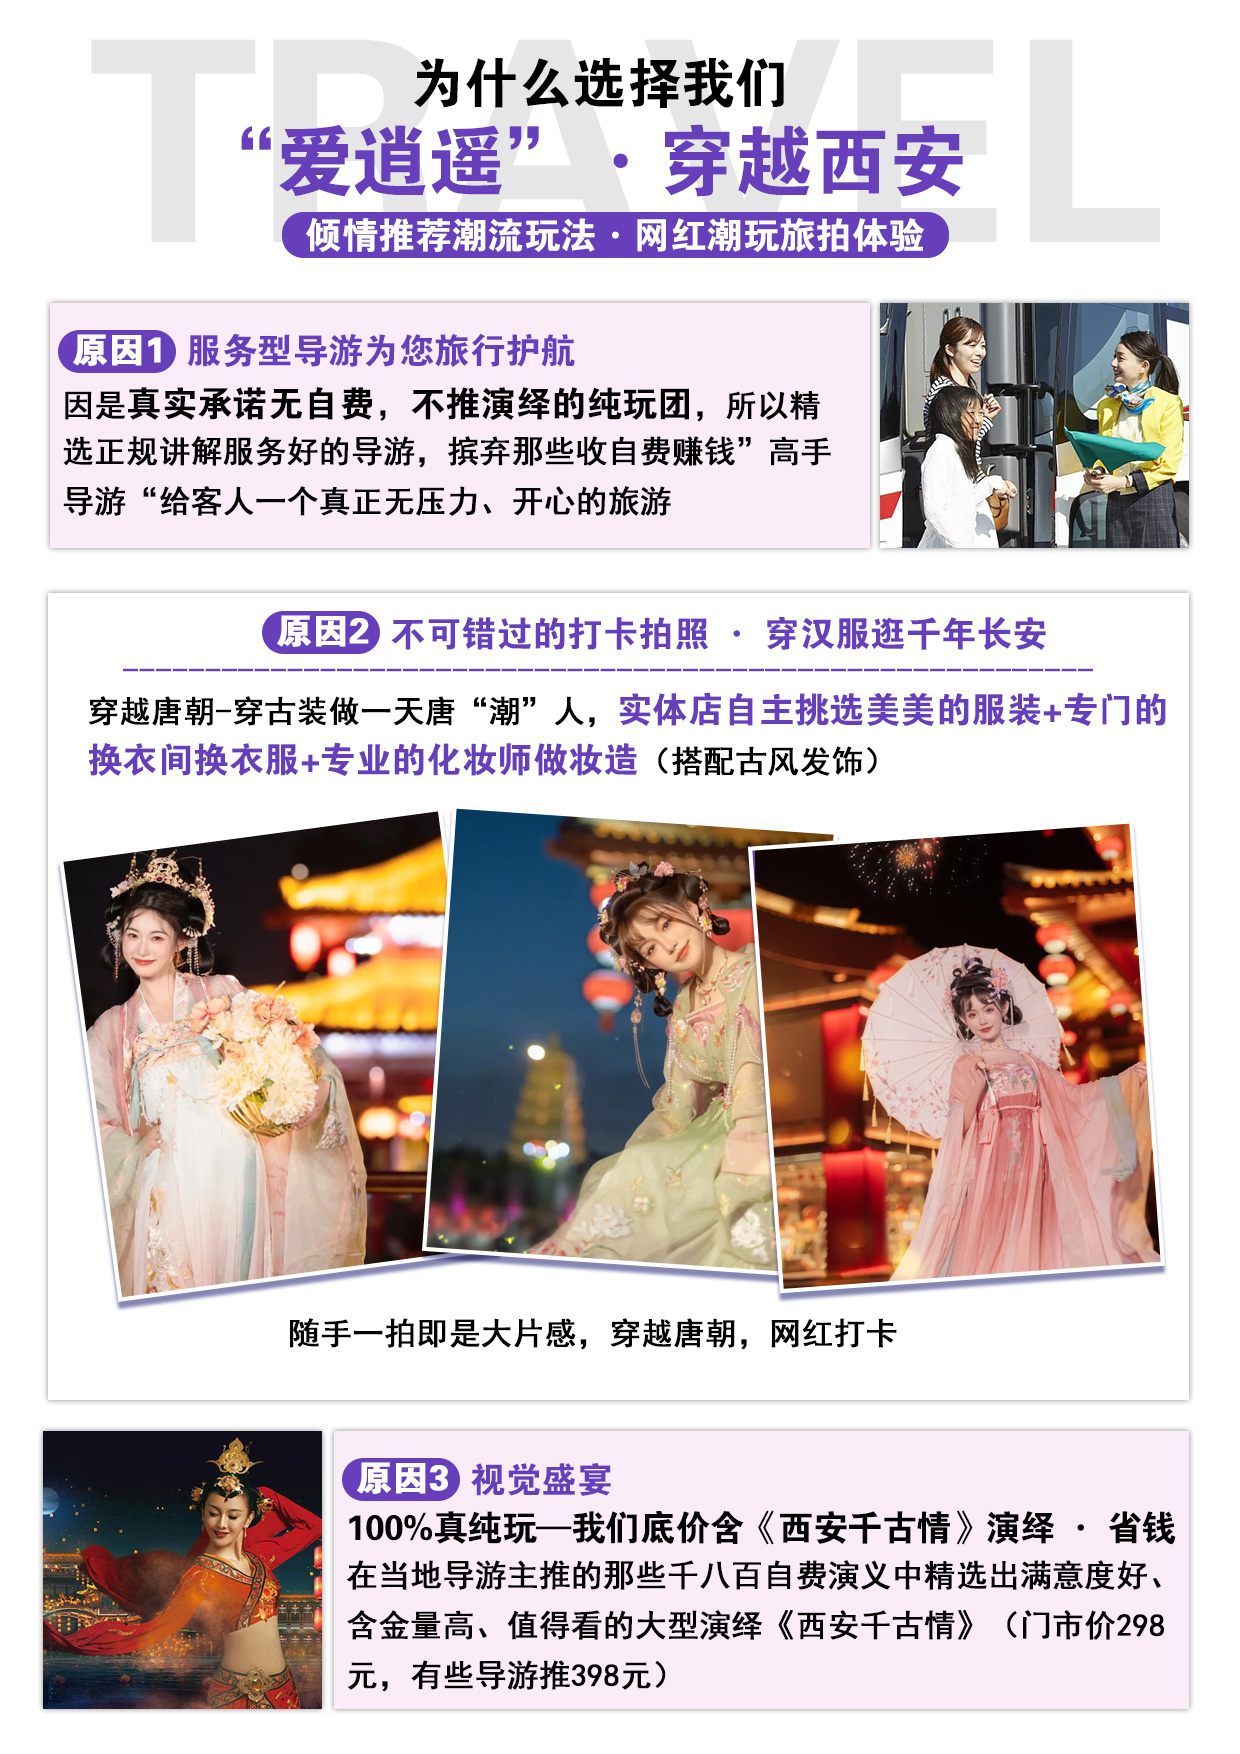 TRAVEL
为什么选择我们
“爱逍遥” · 穿越西安
倾情推荐潮流玩法 · 网红潮玩旅拍体验
原因1 服务型导游为您旅行护航
因是真实承诺无自费，不推演绎的纯玩团，所以精
选正规讲解服务好的导游，摈弃那些收自费赚钱”高手
导游“给客人一个真正无压力、开心的旅游
原因2 不可错过的打卡拍照 · 穿汉服逛千年长安
穿越唐朝-穿古装做一天唐“潮”人，实体店自主挑选美美的服装+专门的
换衣间换衣服+专业的化妆师做妆造（搭配古风发饰）
随手一拍即是大片感，穿越唐朝，网红打卡
原因3 视觉盛宴
100%真纯玩—我们底价含《西安千古情》演绎 · 省钱
在当地导游主推的那些千八百自费演义中精选出满意度好、
含金量高、值得看的大型演绎《西安千古情》（门市价298
元，有些导游推398元）